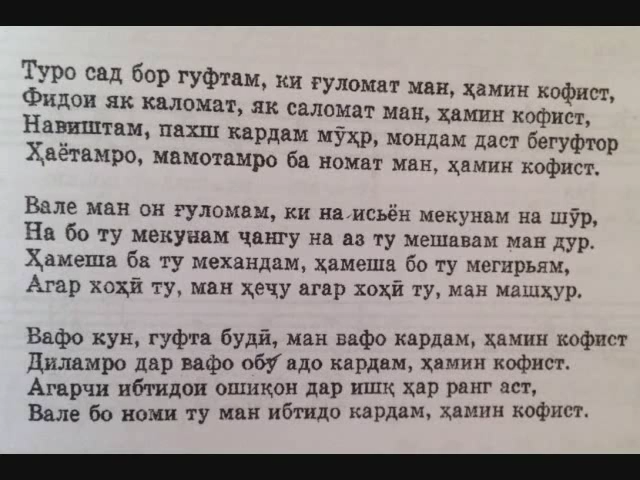 Туро сад бор гуфтам, ки ғуломат ман, ҳамин кофист,
Фидои як каломат, як саломат ман, ҳамин кофист,
Навиштам, пахш кардам мӯҳр, мондам даст бегуфтор
Ҳаётамро, мамотамро ба номат ман, ҳамин кофист.
Вале ман он ғуломам, ки на исьён мекунам на шӯр,
На бо ту мекунам ҷангу на аз ту мешавам ман дур.
Ҳамеша ба ту механдам, ҳамеша бо ту мегирьям,
Агар хоҳӣ ту, ман ҳеҷу агар хоҳӣ ту, ман машҳур.
Вафо кун, гуфта будӣ, ман вафо кардам, ҳамин кофист
Диламро дар вафо адо кардам, ҳамин кофист.
Агарчи ибтидои ошиқон дар ишқ ҳар ранг аст,
Вале бо номи ту ман ибтидо кардам, ҳамин кофист.